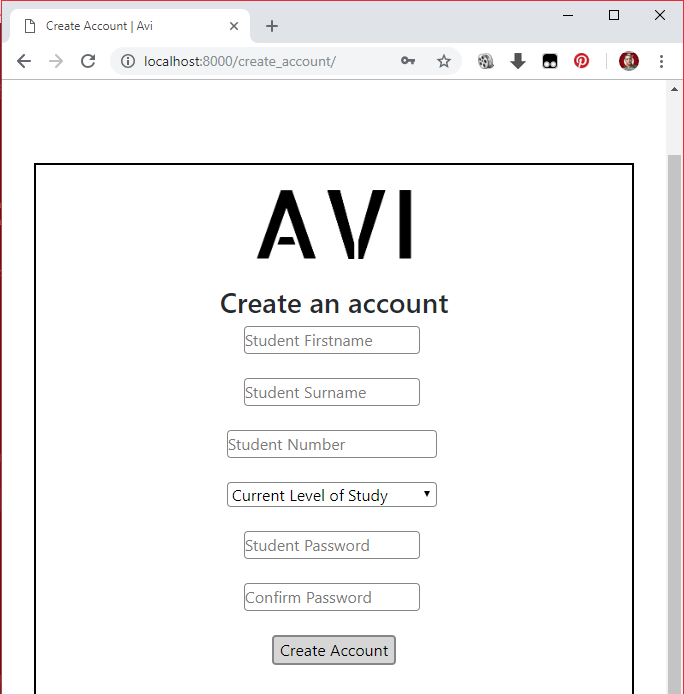 Create Account | Avi
localhost:8000/create_account/
AVI
Create an account
Student Firstname
Student Surname
Student Number
Current Level of Study
Student Password
Confirm Password
Create Account